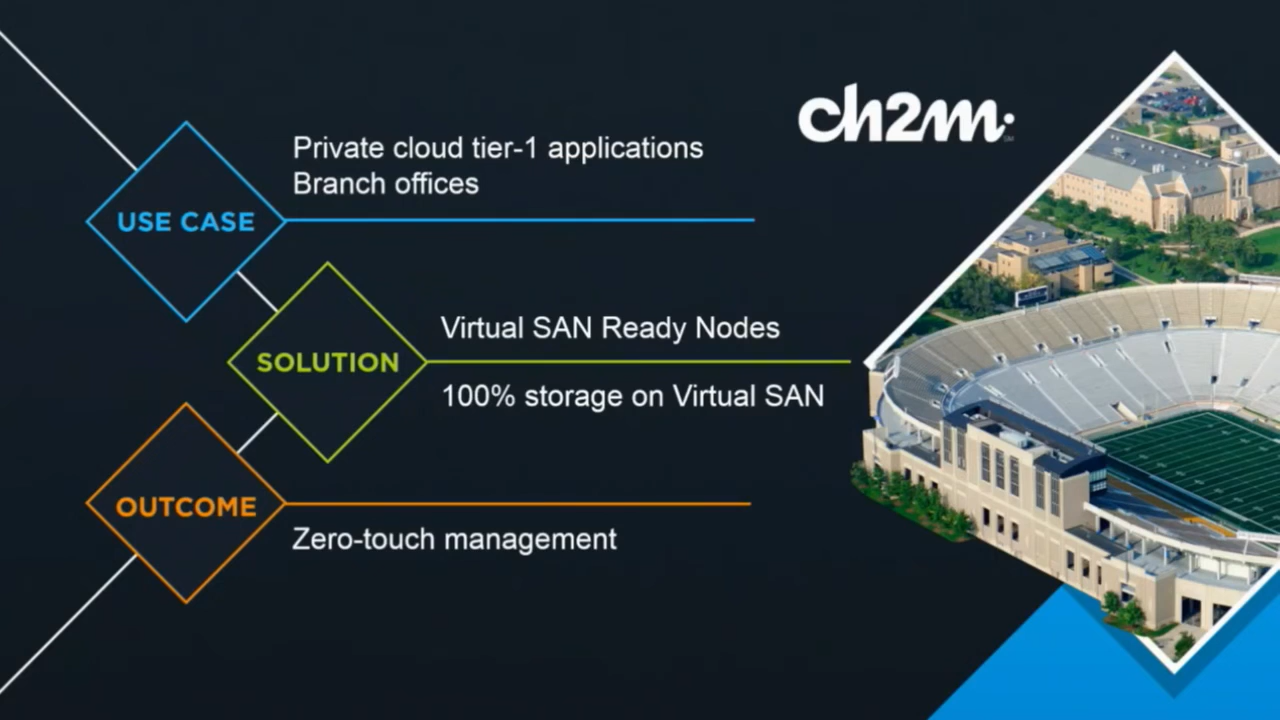 ch2m:
Private cloud tier-1 applications
Branch offices
USE CASE
Virtual SAN Ready Nodes
SOLUTION
100% storage on Virtual SAN
OUTCOME
Zero-touch management